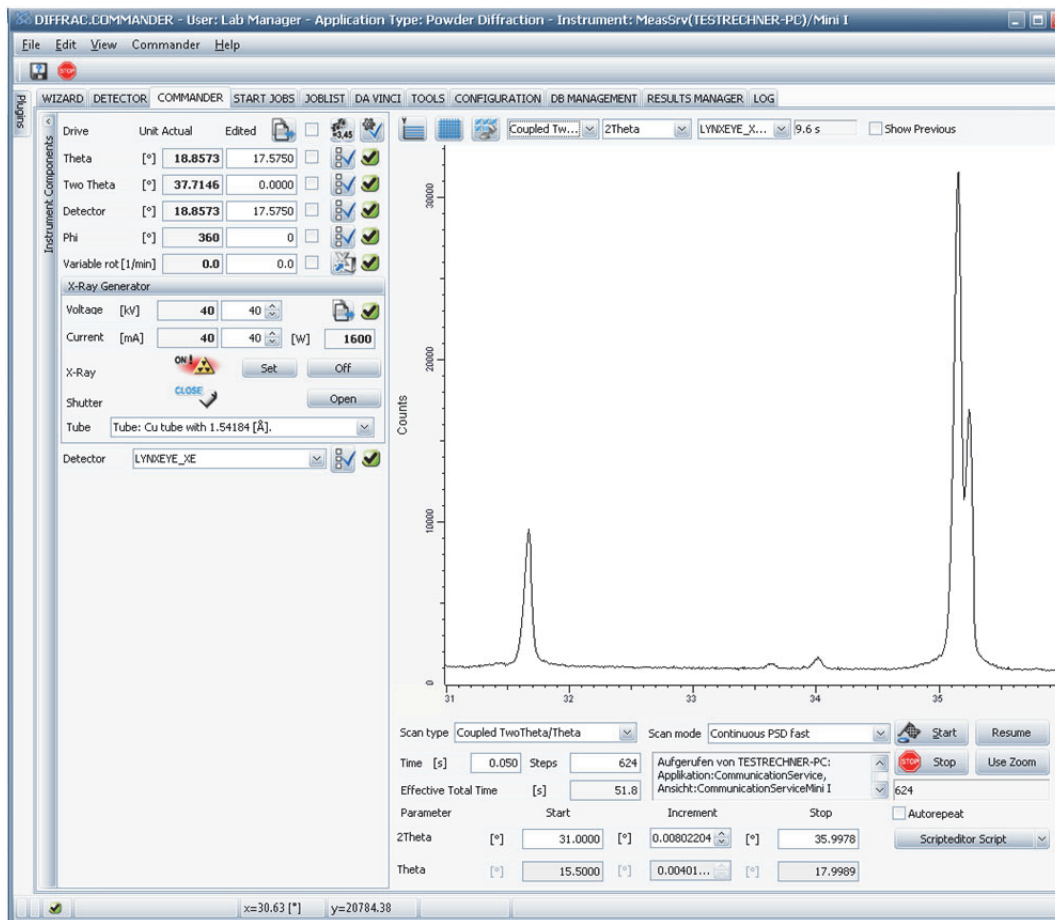 DIFFRAC.COMMANDER - User: Lab Manager - Application Type: Powder Diffraction - Instrument: MeasSrv(TESTRECHNER-PC)/Mini I
File Edit View Commander Help
STOP
Plugins
WIZARD DETECTOR COMMANDER START JOBS JOBLIST DA VINCI TOOLS CONFIGURATION DB MANAGEMENT RESULTS MANAGER LOG
Instrument Components
Drive Unit Actual Edited
Theta [°] 18.8573 17.5750
Two Theta [°] 37.7146 0.0000
Detector [°] 18.8573 17.5750
Phi [°] 360 0
Variable rot [1/min] 0.0 0.0
X-Ray Generator
Voltage [kV] 40 40
Current [mA] 40 40 [W] 1600
X-Ray ON! Set Off
Shutter CLOSE Open
Tube Tube: Cu tube with 1.54184 [Å].
Detector LYNXEYE_XE
Coupled Tw... 2Theta LYNXEYE_X... 9.6 s Show Previous
Counts
30000
20000
10000
0
31 32 33 34 35
Scan type Coupled TwoTheta/Theta Scan mode Continuous PSD fast Start Resume
Time [s] 0.050 Steps 624
Effective Total Time [s] 51.8
Aufgerufen von TESTRECHNER-PC:
Applikation:CommunicationService,
Ansicht:CommunicationServiceMini I
STOP Stop Use Zoom
624
Parameter Start Increment Stop Autorepeat
2Theta [°] 31.0000 [°] 0.00802204 [°] 35.9978 Scripteditor Script
Theta [°] 15.5000 [°] 0.00401... [°] 17.9989
x=30.63 [°] y=20784.38